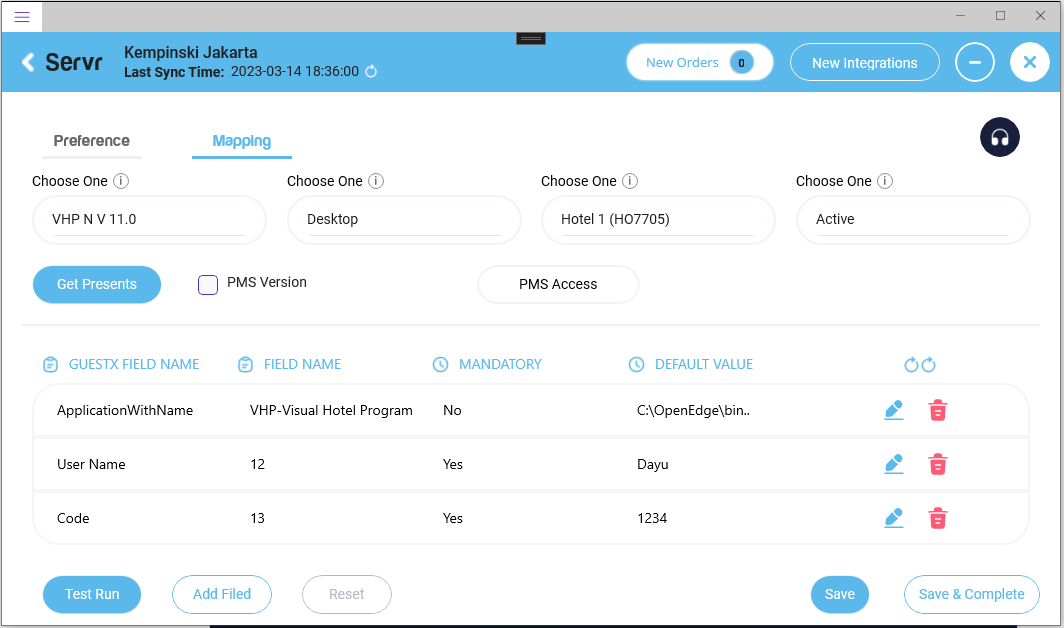 Servr
Kempinski Jakarta
Last Sync Time: 2023-03-14 18:36:00
New Orders 0
New Integrations
Preference
Mapping
Choose One
Choose One
Choose One
Choose One
VHP N V 11.0
Desktop
Hotel 1 (HO7705)
Active
Get Presents
PMS Version
PMS Access
GUESTX FIELD NAME
FIELD NAME
MANDATORY
DEFAULT VALUE
ApplicationWithName
VHP-Visual Hotel Program
No
C:\OpenEdge\bin..
User Name
12
Yes
Dayu
Code
13
Yes
1234
Test Run
Add Filed
Reset
Save
Save & Complete